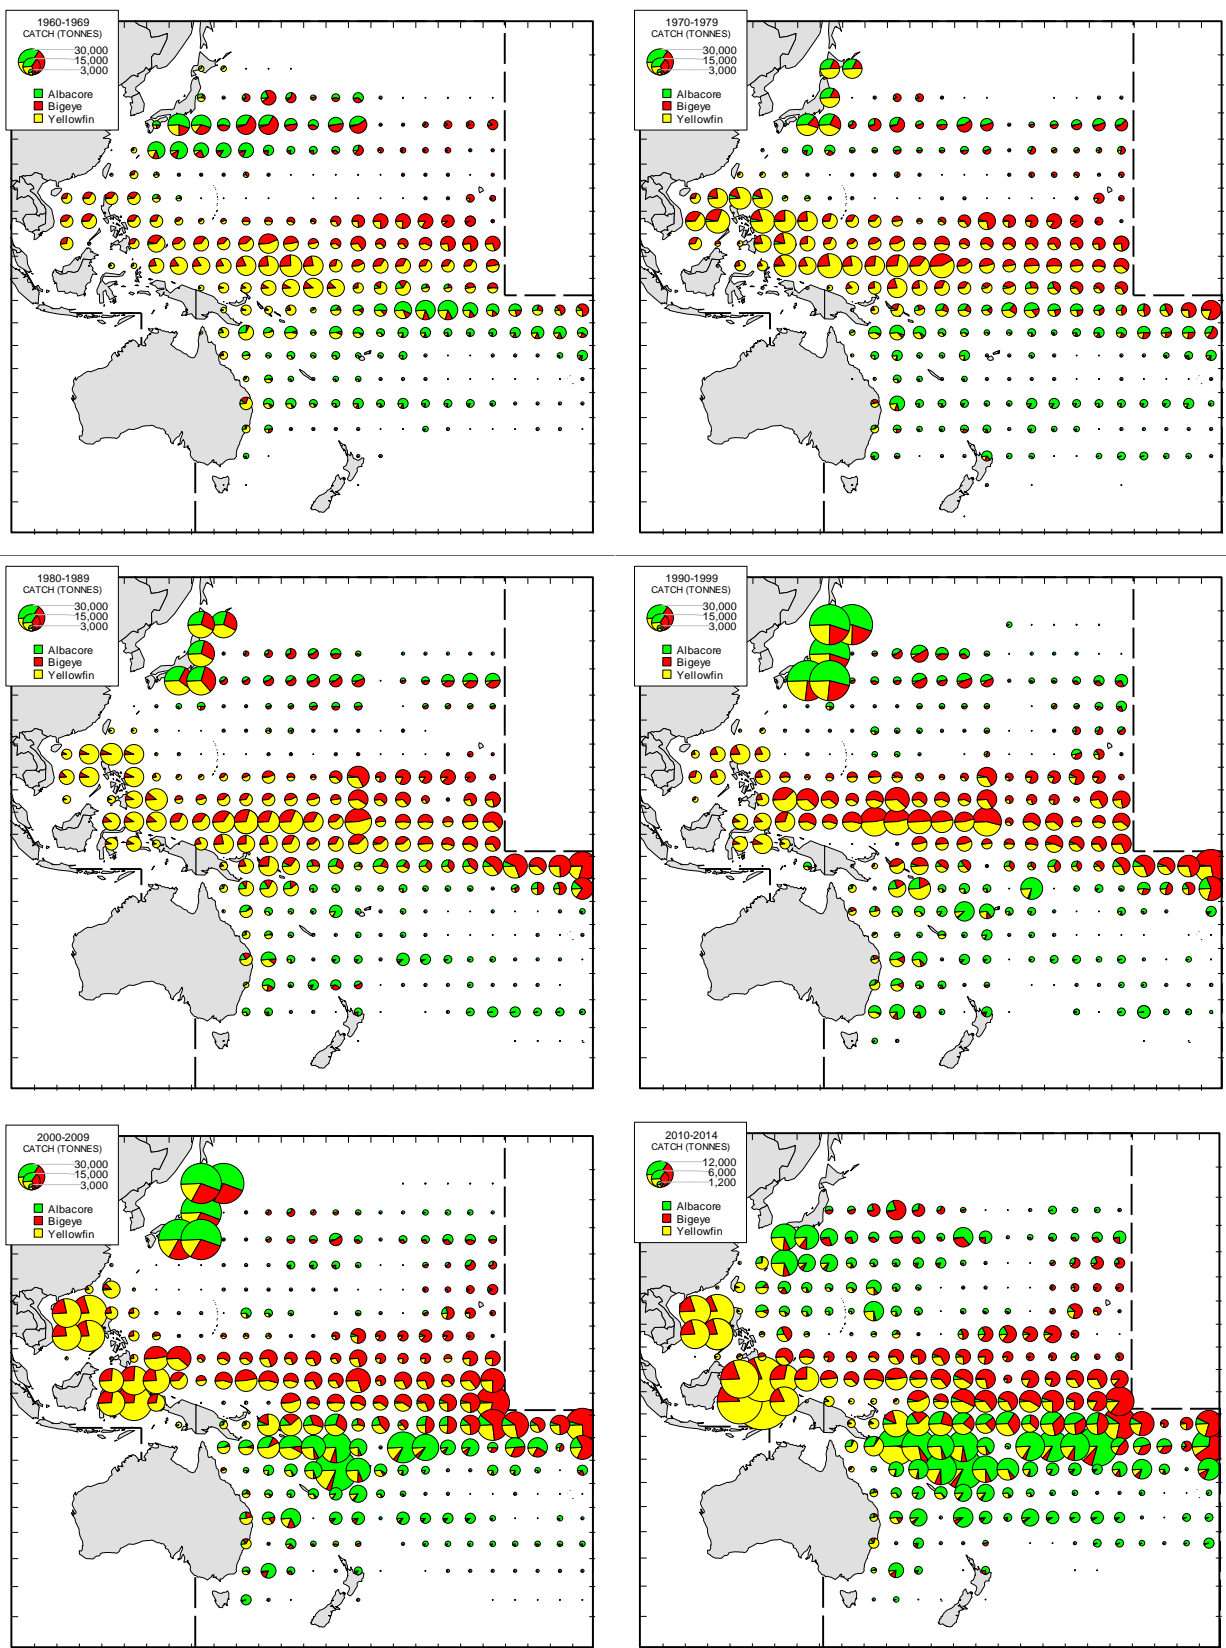 1960-1969
CATCH (TONNES)
30,000
15,000
3,000
Albacore
Bigeye
Yellowfin
1970-1979
CATCH (TONNES)
30,000
15,000
3,000
Albacore
Bigeye
Yellowfin
1980-1989
CATCH (TONNES)
30,000
15,000
3,000
Albacore
Bigeye
Yellowfin
1990-1999
CATCH (TONNES)
30,000
15,000
3,000
Albacore
Bigeye
Yellowfin
2000-2009
CATCH (TONNES)
30,000
15,000
3,000
Albacore
Bigeye
Yellowfin
2010-2014
CATCH (TONNES)
12,000
6,000
1,200
Albacore
Bigeye
Yellowfin